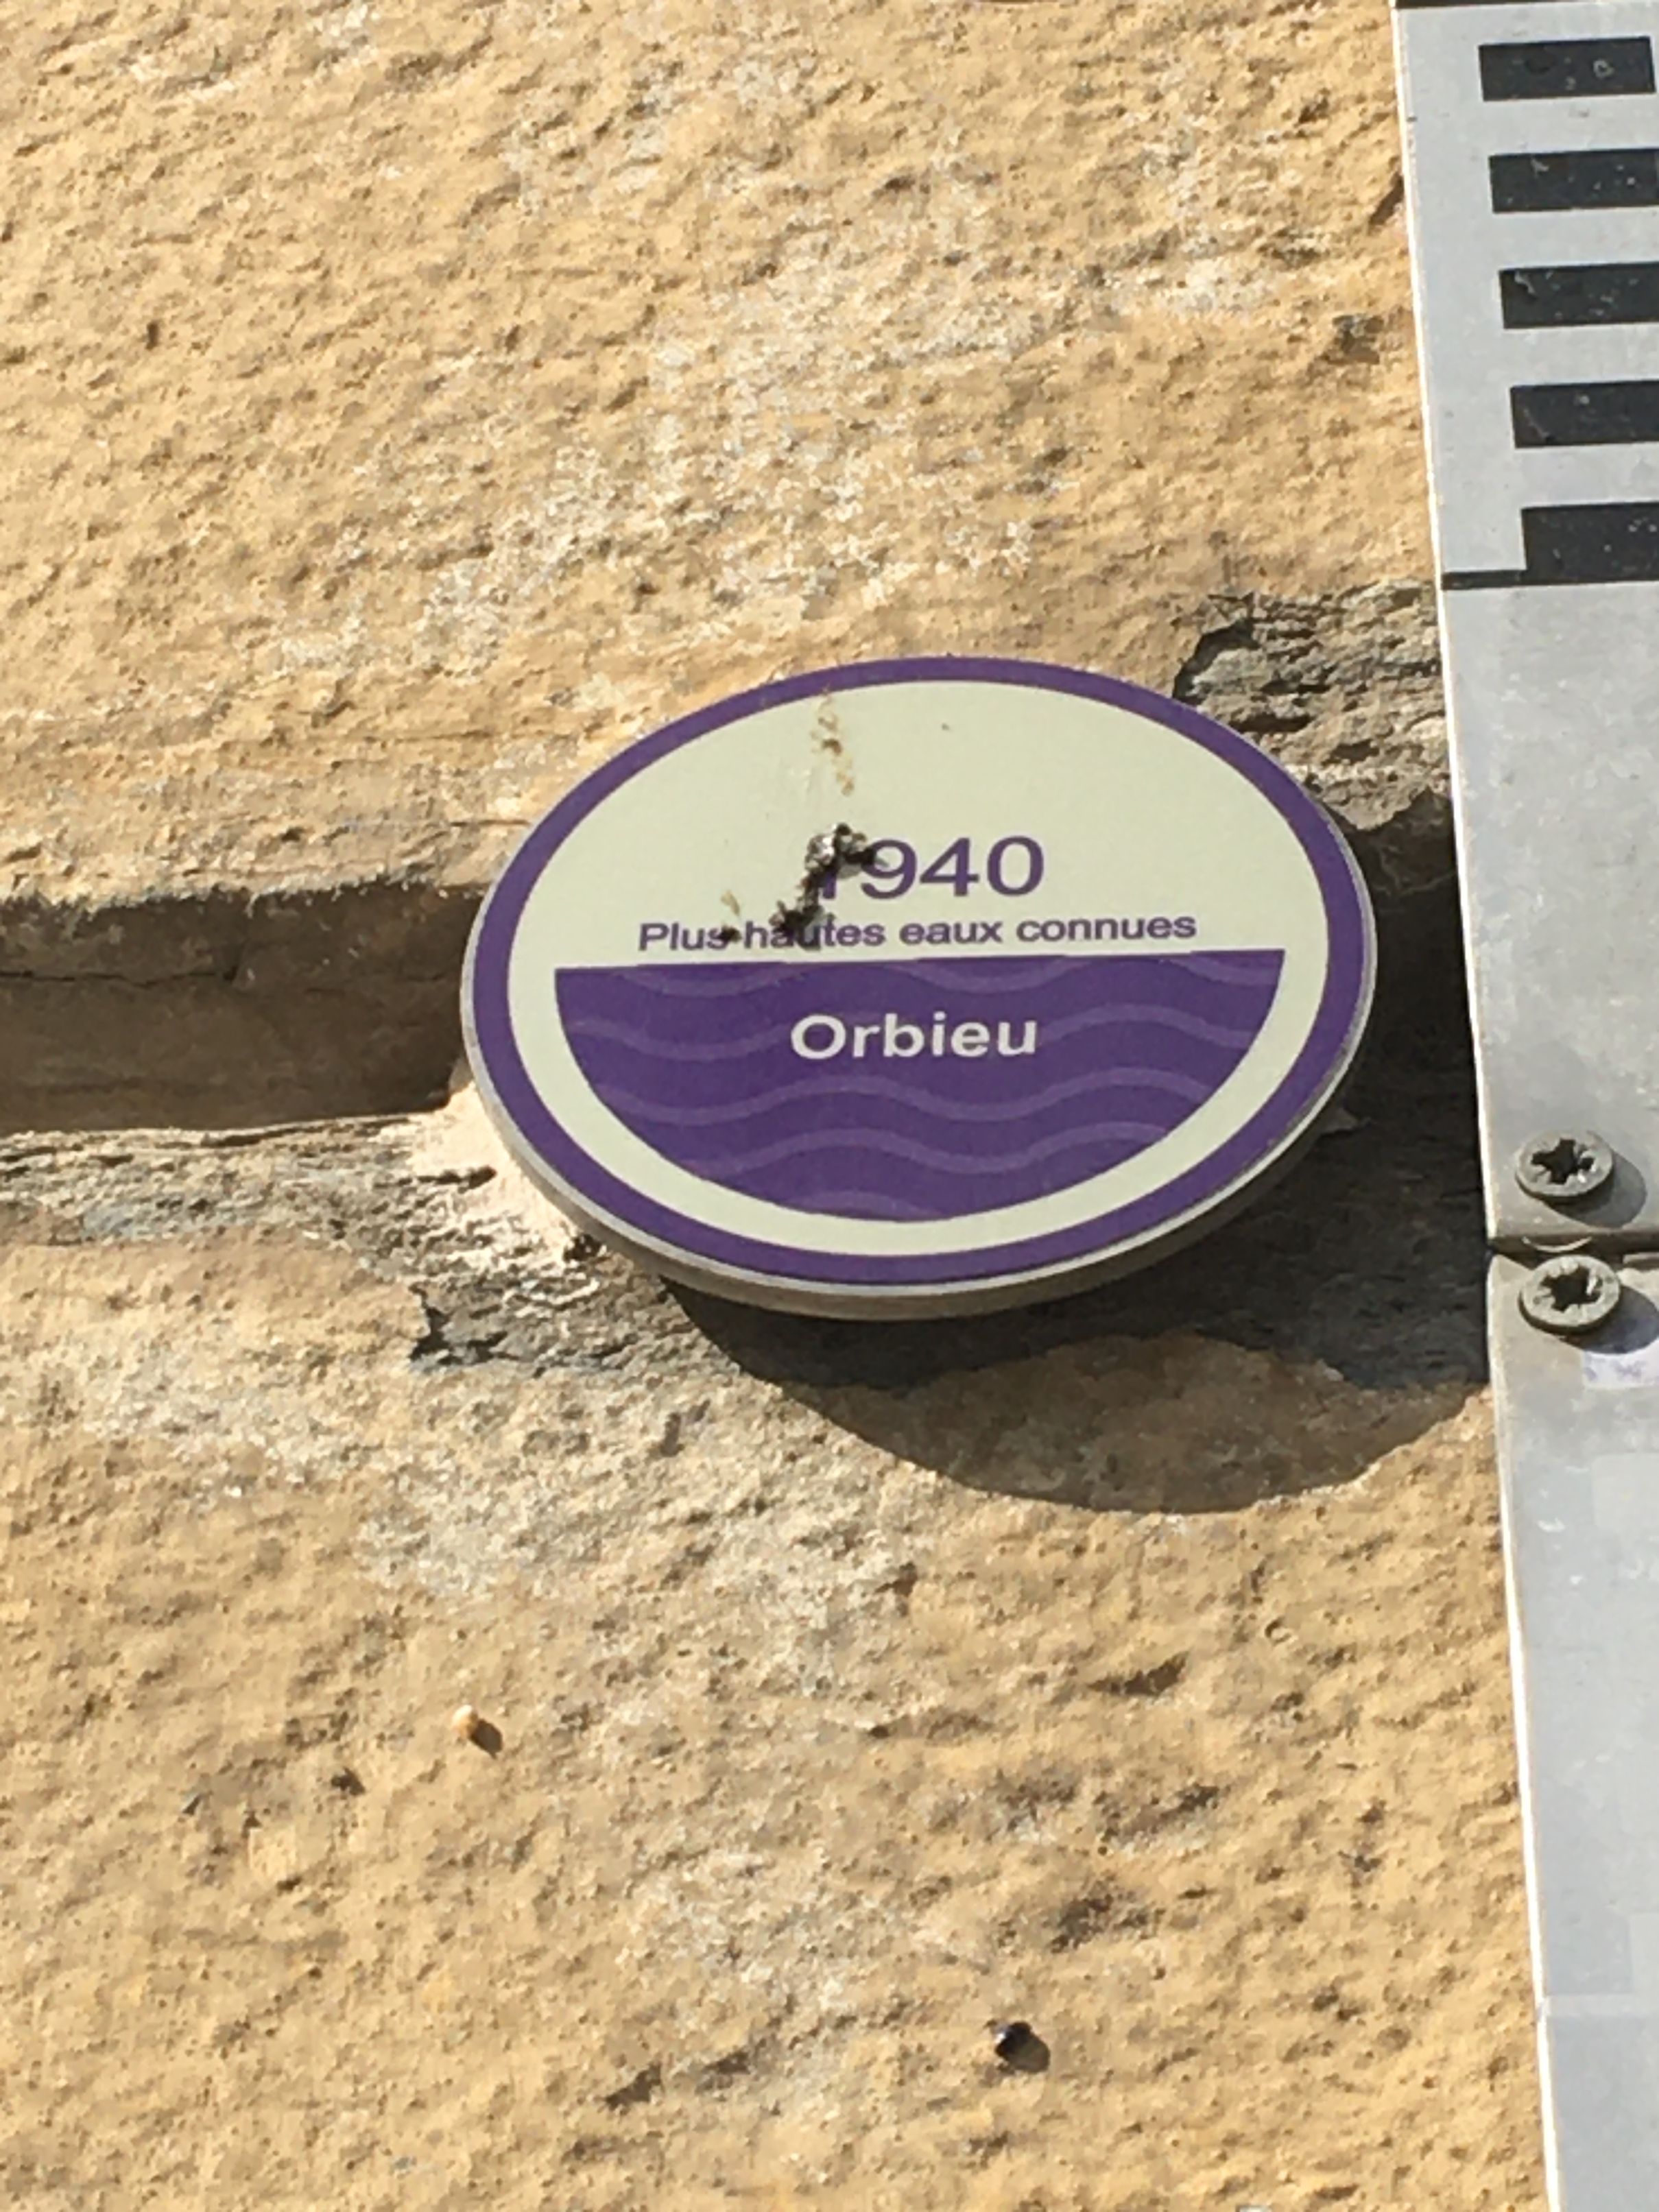 1940
Plus hautes eaux connues
Orbieu